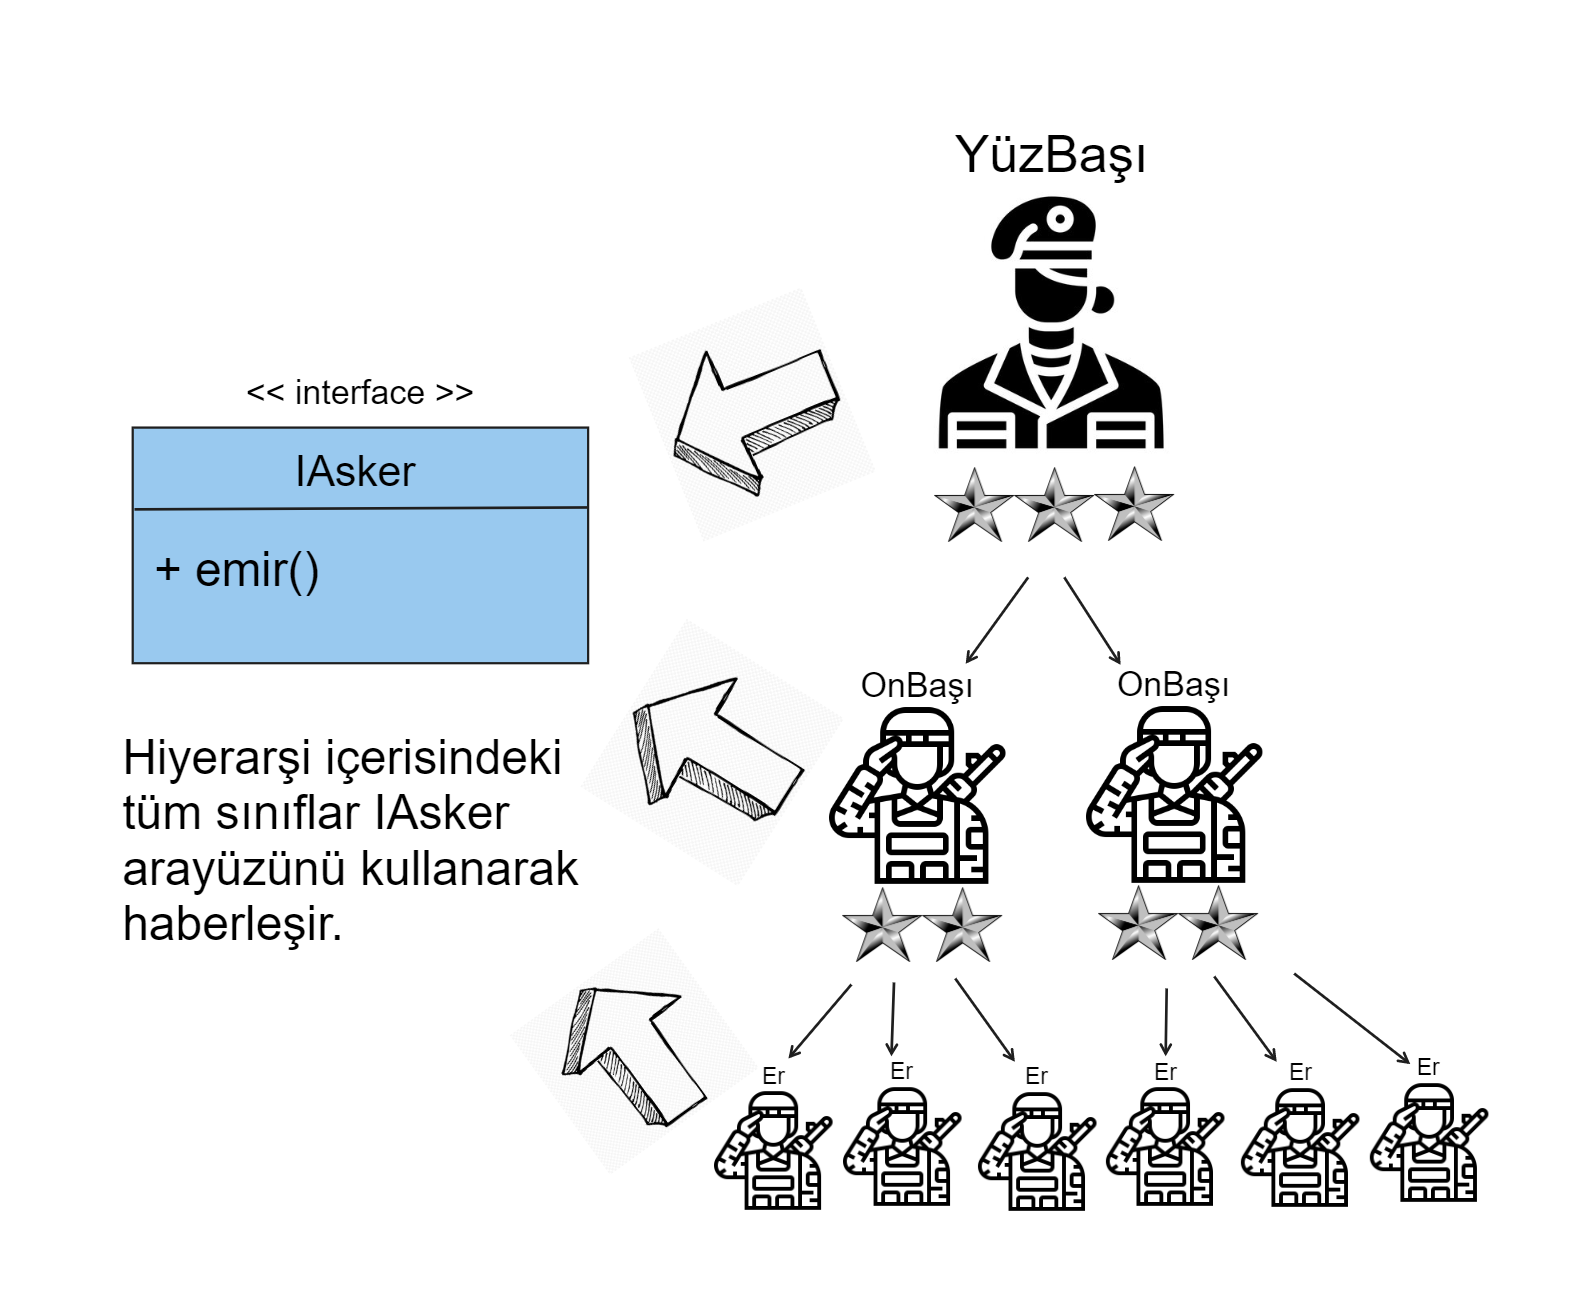 YüzBaşı
<< interface >>
IAsker
+ emir()
OnBaşı
OnBaşı
Hiyerarşi içerisindeki
tüm sınıflar IAsker
arayüzünü kullanarak
haberleşir.
Er
Er
Er
Er
Er
Er